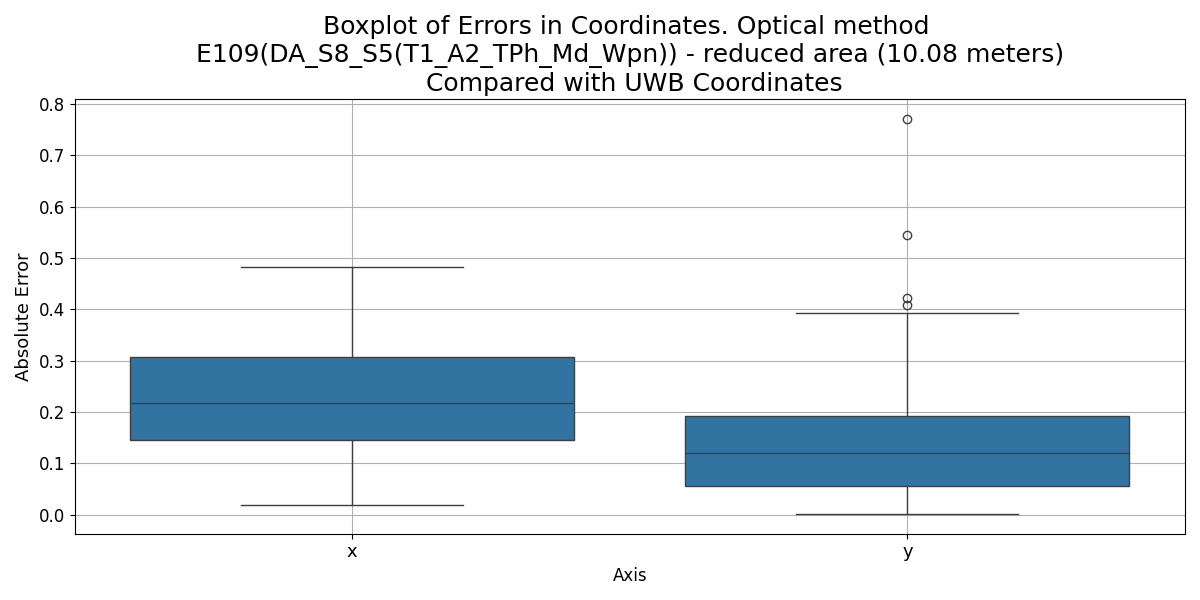 Boxplot of Errors in Coordinates. Optical method
E109(DA_S8_S5(T1_A2_TPh_Md_Wpn)) - reduced area (10.08 meters)
Compared with UWB Coordinates
0.8
0.7
0.6
0.5
0.4
0.3
0.2
0.1
0.0
Absolute Error
x
y
Axis